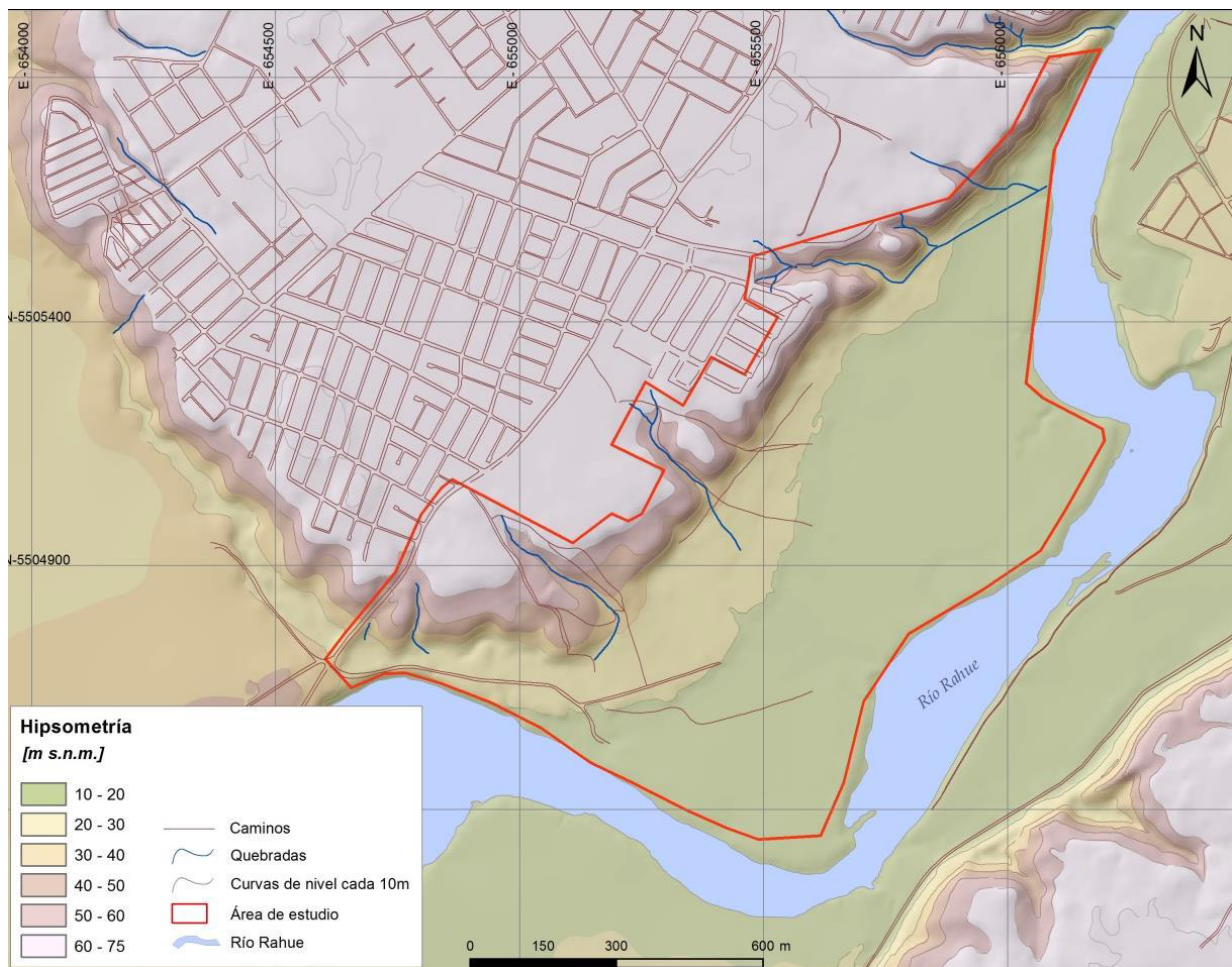 E - 654000
E - 654500
E - 655000
E - 655500
E - 656000
N
N-5505400
N-5504900
Río Rahue
Hipsometría
[m s.n.m.]
10 - 20
20 - 30
30 - 40
40 - 50
50 - 60
60 - 75
Caminos
Quebradas
Curvas de nivel cada 10m
Área de estudio
Río Rahue
0 150 300 600 m